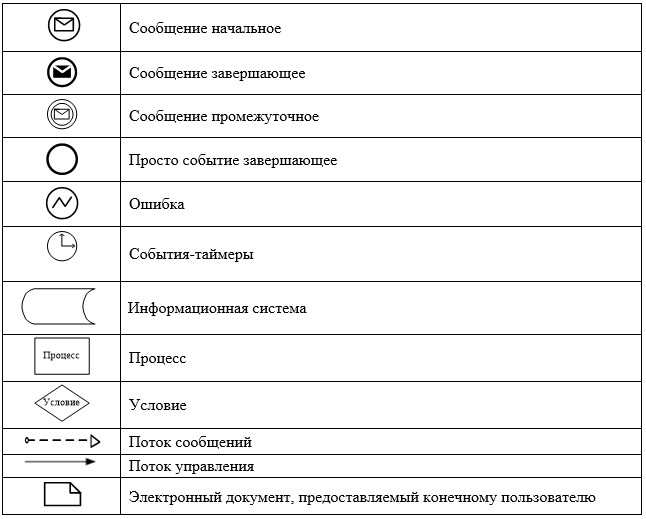 Сообщение начальное
Сообщение завершающее
Сообщение промежуточное
Просто событие завершающее
Ошибка
События-таймеры
Информационная система
Процесс
Процесс
Условие
Условие
Поток сообщений
Поток управления
Электронный документ, предоставляемый конечному пользователю